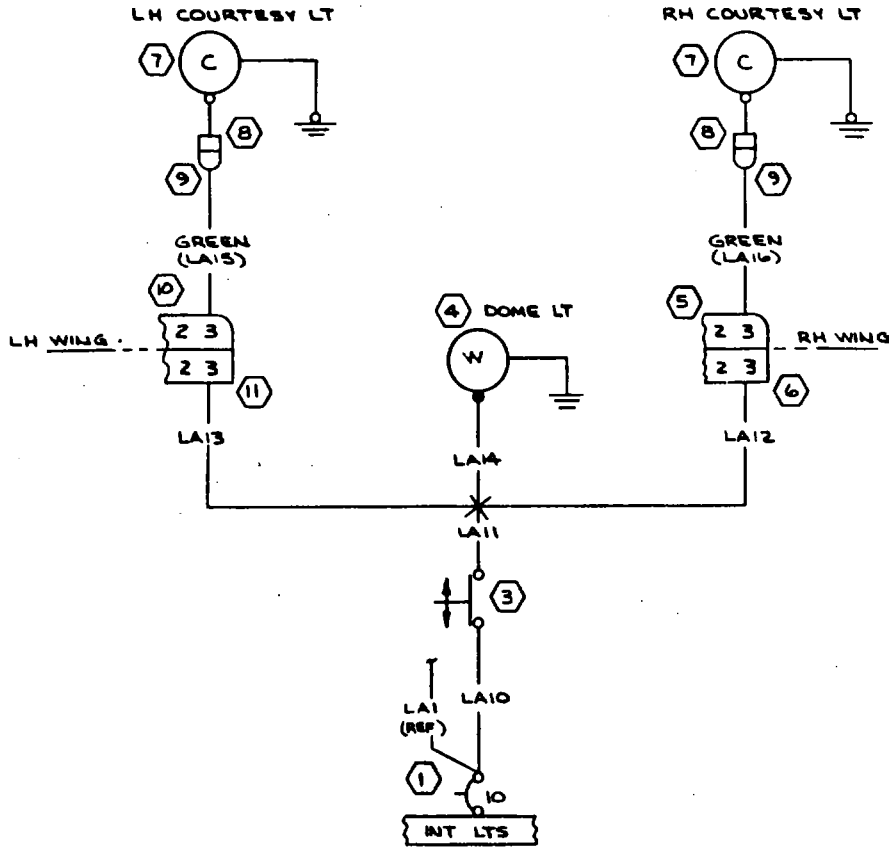 LH COURTESY LT
RH COURTESY LT
7
C
7
C
8
8
9
9
GREEN
(LA15)
GREEN
(LA16)
10
4
DOME LT
5
LH WING
2 3
W
2 3
RH WING
2 3
2 3
11
6
LA13
LA14
LA12
LA11
3
LA1
(REF)
LA10
1
10
INT LTS